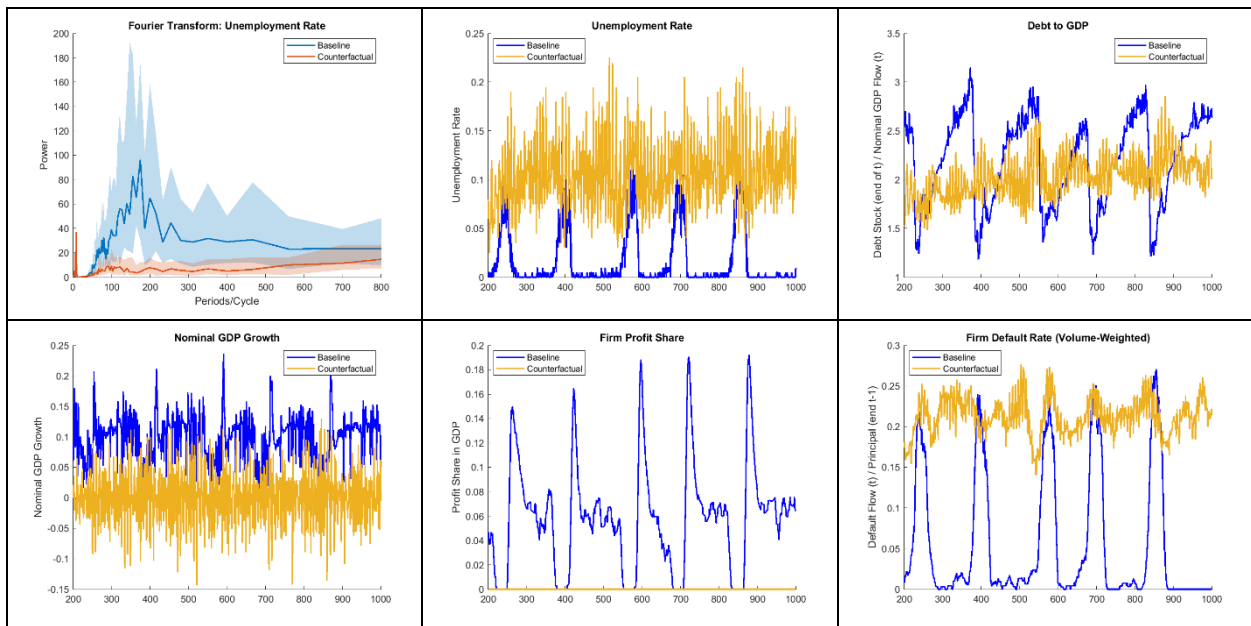 Fourier Transform: Unemployment Rate
200
180
160
140
120
100
80
60
40
20
0
Power
Baseline
Counterfactual
0 100 200 300 400 500 600 700 800
Periods/Cycle
Unemployment Rate
0.25
0.2
0.15
0.1
0.05
0
Unemployment Rate
Baseline
Counterfactual
200 300 400 500 600 700 800 900 1000
Debt to GDP
3.5
3
2.5
2
1.5
1
Debt Stock (end of t) / Nominal GDP Flow (t)
Baseline
Counterfactual
200 300 400 500 600 700 800 900 1000
Nominal GDP Growth
0.25
0.2
0.15
0.1
0.05
0
-0.05
-0.1
-0.15
Nominal GDP Growth
Baseline
Counterfactual
200 300 400 500 600 700 800 900 1000
Firm Profit Share
0.2
0.18
0.16
0.14
0.12
0.1
0.08
0.06
0.04
0.02
0
Profit Share in GDP
Baseline
Counterfactual
200 300 400 500 600 700 800 900 1000
Firm Default Rate (Volume-Weighted)
0.3
0.25
0.2
0.15
0.1
0.05
0
Default Flow (t) / Principal (end t-1)
Baseline
Counterfactual
200 300 400 500 600 700 800 900 1000